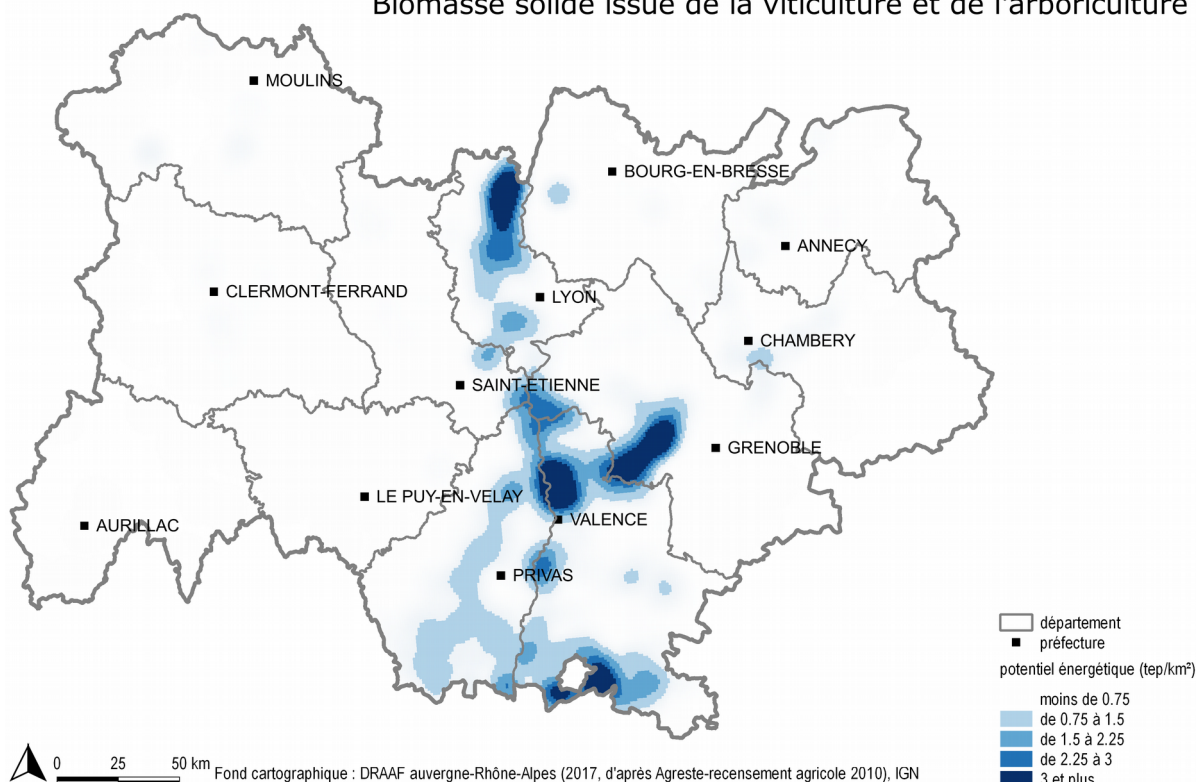 Biomasse solide issue de la viticulture et de l'arboriculture
MOULINS
BOURG-EN-BRESSE
ANNECY
CLERMONT-FERRAND
LYON
CHAMBERY
SAINT-ETIENNE
GRENOBLE
LE PUY-EN-VELAY
VALENCE
AURILLAC
PRIVAS
département
préfecture
potentiel énergétique (tep/km²)
moins de 0.75
de 0.75 à 1.5
de 1.5 à 2.25
de 2.25 à 3
3 et plus
0 25 50 km
Fond cartographique : DRAAF auvergne-Rhône-Alpes (2017, d'après Agreste-recensement agricole 2010), IGN